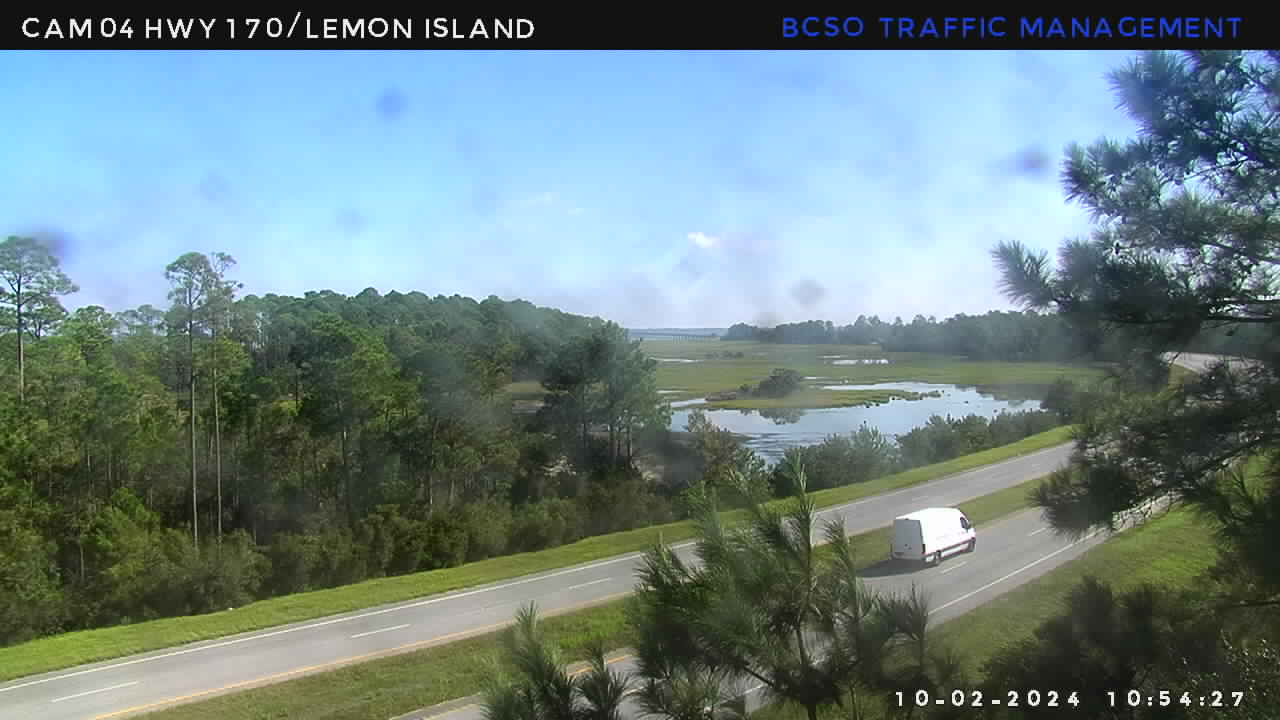 CAM04 HWY 170/LEMON ISLAND
BCSO TRAFFIC MANAGEMENT
10-02-2024 10:54:27